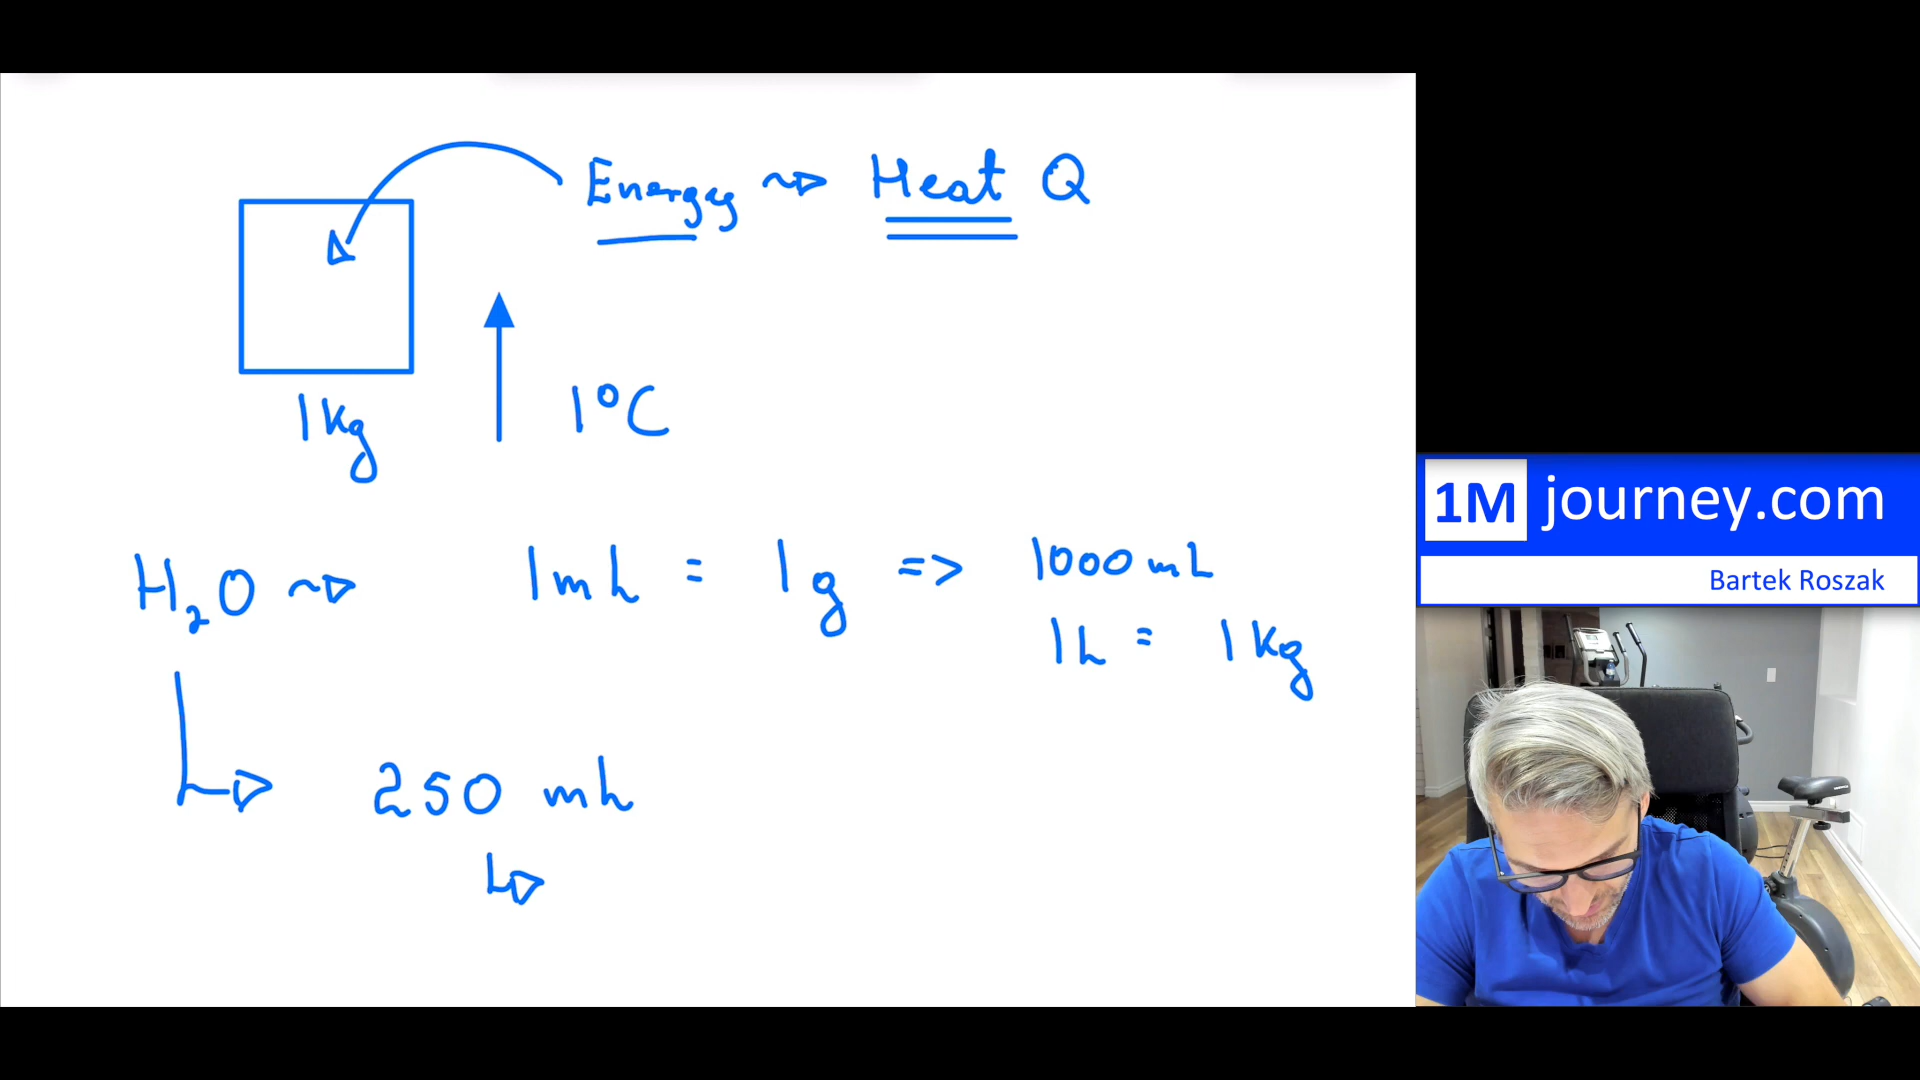 Energy ⇝ Heat Q
1kg
1°C
H₂O ⇝ 1mL = 1g => 1000mL
1L = 1kg
250 mL
1M journey.com
Bartek Roszak